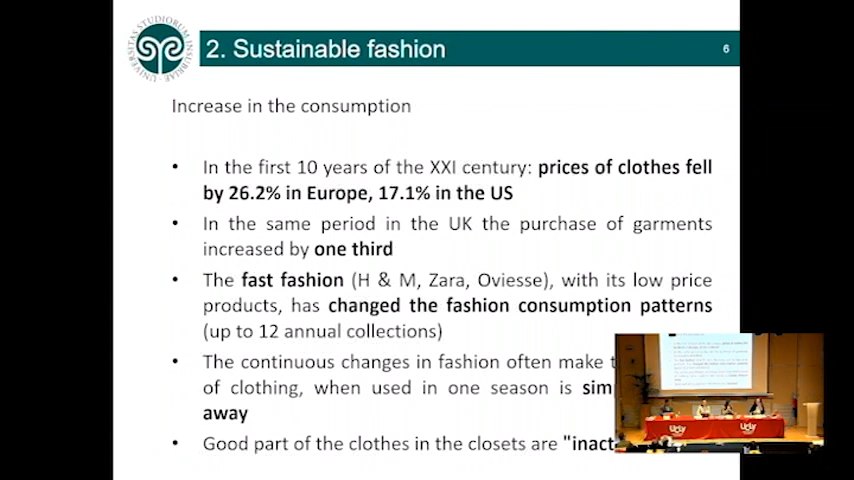 UNIVERSITAS STUDIORUM INSUBRIAE
2. Sustainable fashion
6
Increase in the consumption
• In the first 10 years of the XXI century: prices of clothes fell
by 26.2% in Europe, 17.1% in the US
• In the same period in the UK the purchase of garments
increased by one third
• The fast fashion (H & M, Zara, Oviesse), with its low price
products, has changed the fashion consumption patterns
(up to 12 annual collections)
• The continuous changes in fashion often make
of clothing, when used in one season is
away
• Good part of the clothes in the closets are